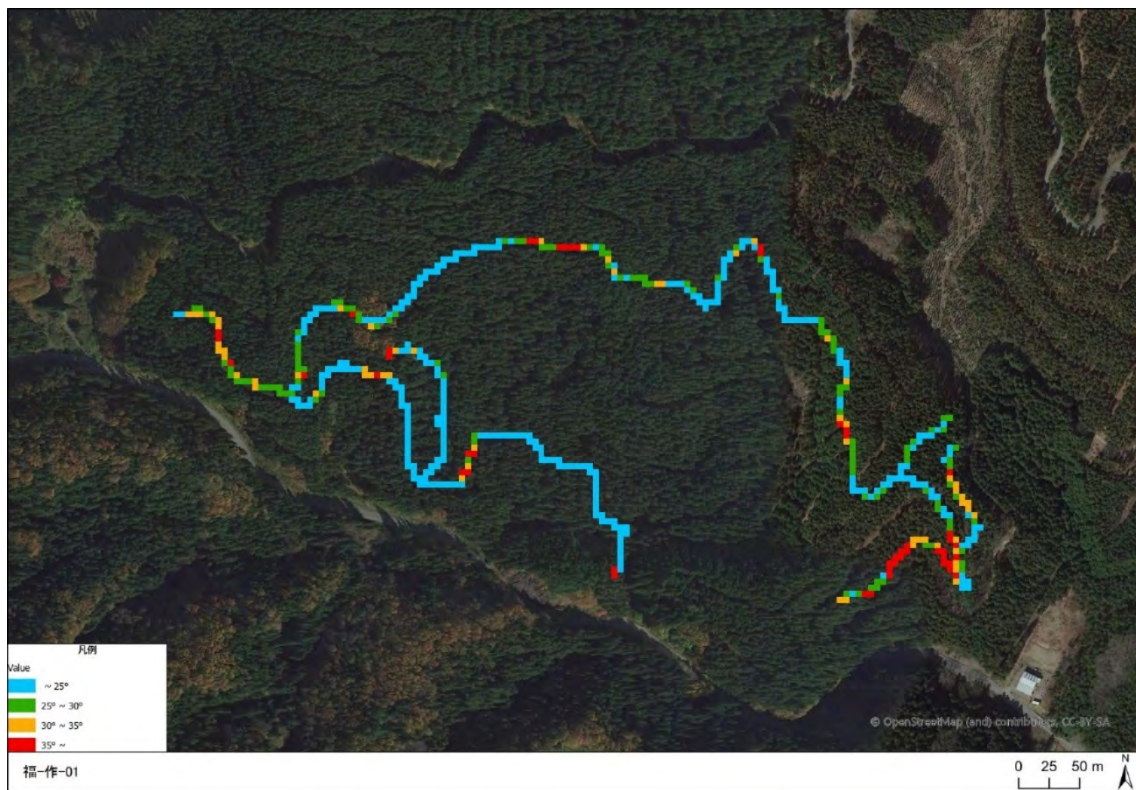 © OpenStreetMap (and) contributors, CC-BY-SA
凡例
Value
~ 25°
25° ~ 30°
30° ~ 35°
35° ~
福-作-01
0 25 50 m
N